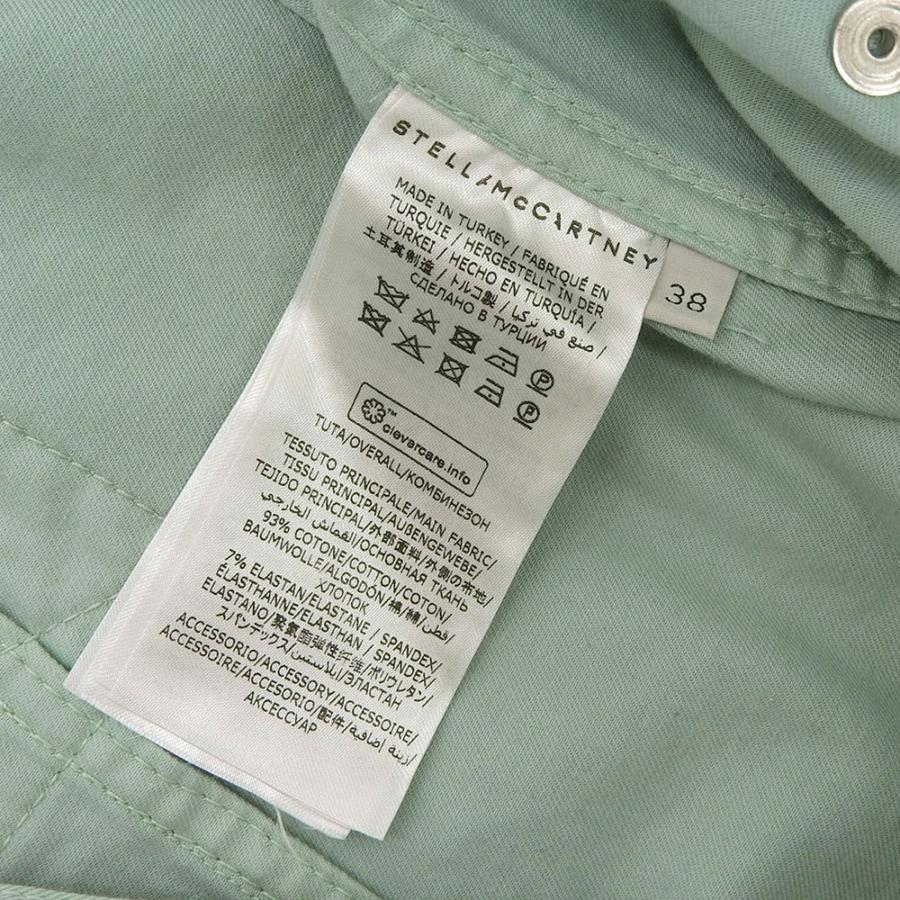 STELLA McCARTNEY
38
MADE IN TURKEY / FABRIQUÉ EN
TURQUIE / HERGESTELLT IN DER
TÜRKEI / HECHO EN TURQUÍA /
土耳其制造 / トルコ製 / صنع في تركيا /
СДЕЛАНО В ТУРЦИИ
P
P
™
clevercare.info
TUTA/OVERALL/КОМБИНЕЗОН
TESSUTO PRINCIPALE/MAIN FABRIC/
TISSU PRINCIPAL/AUßENGEWEBE/
TEJIDO PRINCIPAL/外部面料/外側の布地/
القماش الخارجي/ОСНОВНАЯ ТКАНЬ
93% COTONE/COTTON/COTON/
BAUMWOLLE/ALGODÓN/棉/綿/قطن/
ХЛОПОК
7% ELASTAN/ELASTANE / SPANDEX/
ÉLASTHANNE/ELASTHAN / SPANDEX/
ELASTANO/聚氨酯弹性纤维/ポリウレタン/
スパンデックス/إيلاستين/ЭЛАСТАН
ACCESSORIO/ACCESSORY/ACCESSOIRE/
ACCESSOIRE/ACCESORIO/配件/زينة إضافية/
АКСЕССУАР